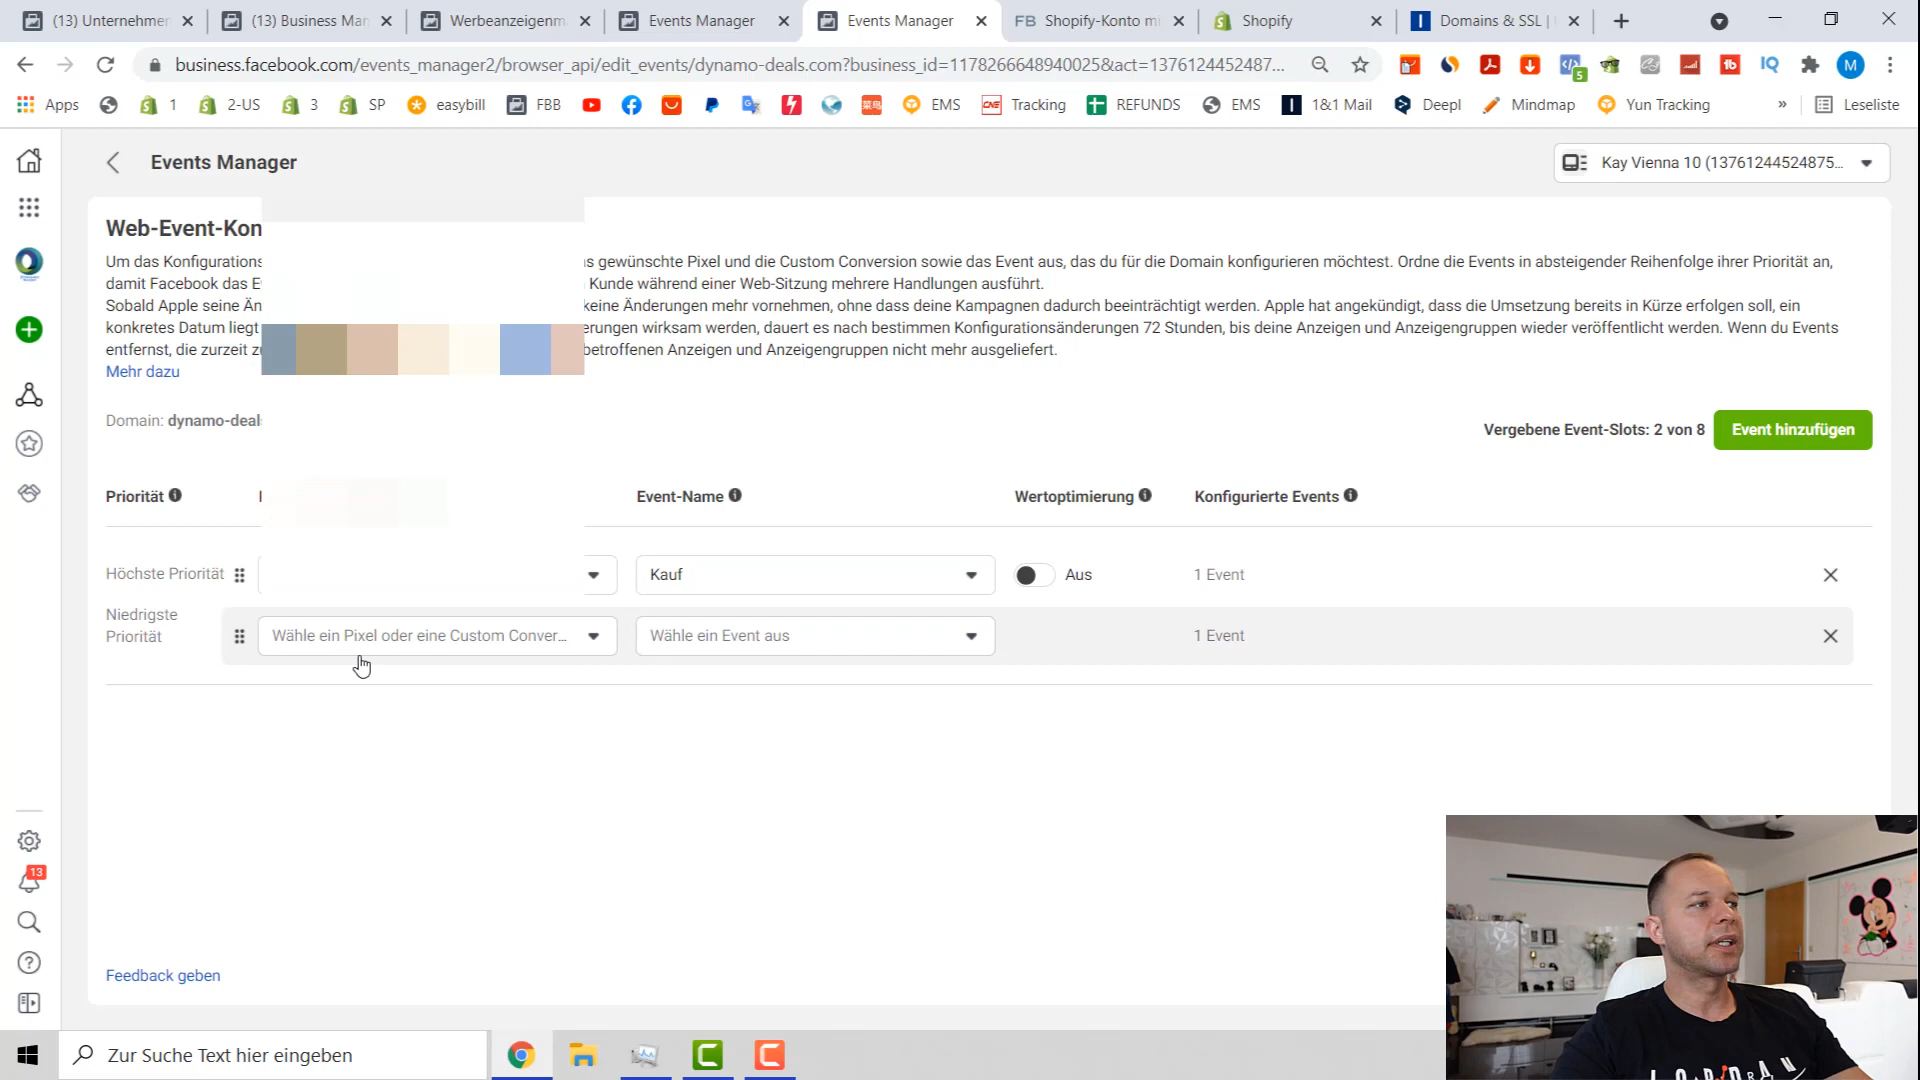 (13) Unternehmen
(13) Business Man
Werbeanzeigenm
Events Manager
Events Manager
FB Shopify-Konto mi
Shopify
Domains & SSL |
business.facebook.com/events_manager2/browser_api/edit_events/dynamo-deals.com?business_id=1178266648940025&act=1376124452487...
Apps
1
2-US
3
SP
easybill
FBB
EMS
CNE Tracking
REFUNDS
EMS
1&1 Mail
Deepl
Mindmap
Yun Tracking
»
Leseliste
Events Manager
Kay Vienna 10 (13761244524875...
Web-Event-Kon
Um das Konfigurations
s gewünschte Pixel und die Custom Conversion sowie das Event aus, das du für die Domain konfigurieren möchtest. Ordne die Events in absteigender Reihenfolge ihrer Priorität an,
damit Facebook das E
Kunde während einer Web-Sitzung mehrere Handlungen ausführt.
Sobald Apple seine Än
keine Änderungen mehr vornehmen, ohne dass deine Kampagnen dadurch beeinträchtigt werden. Apple hat angekündigt, dass die Umsetzung bereits in Kürze erfolgen soll, ein
konkretes Datum liegt
erungen wirksam werden, dauert es nach bestimmen Konfigurationsänderungen 72 Stunden, bis deine Anzeigen und Anzeigengruppen wieder veröffentlicht werden. Wenn du Events
entfernst, die zurzeit z
betroffenen Anzeigen und Anzeigengruppen nicht mehr ausgeliefert.
Mehr dazu
Domain: dynamo-deals
Vergebene Event-Slots: 2 von 8
Event hinzufügen
Priorität
Event-Name
Wertoptimierung
Konfigurierte Events
Höchste Priorität
Kauf
Aus
1 Event
Niedrigste
Priorität
Wähle ein Pixel oder eine Custom Conver...
Wähle ein Event aus
1 Event
13
Feedback geben
Zur Suche Text hier eingeben
JORDAN